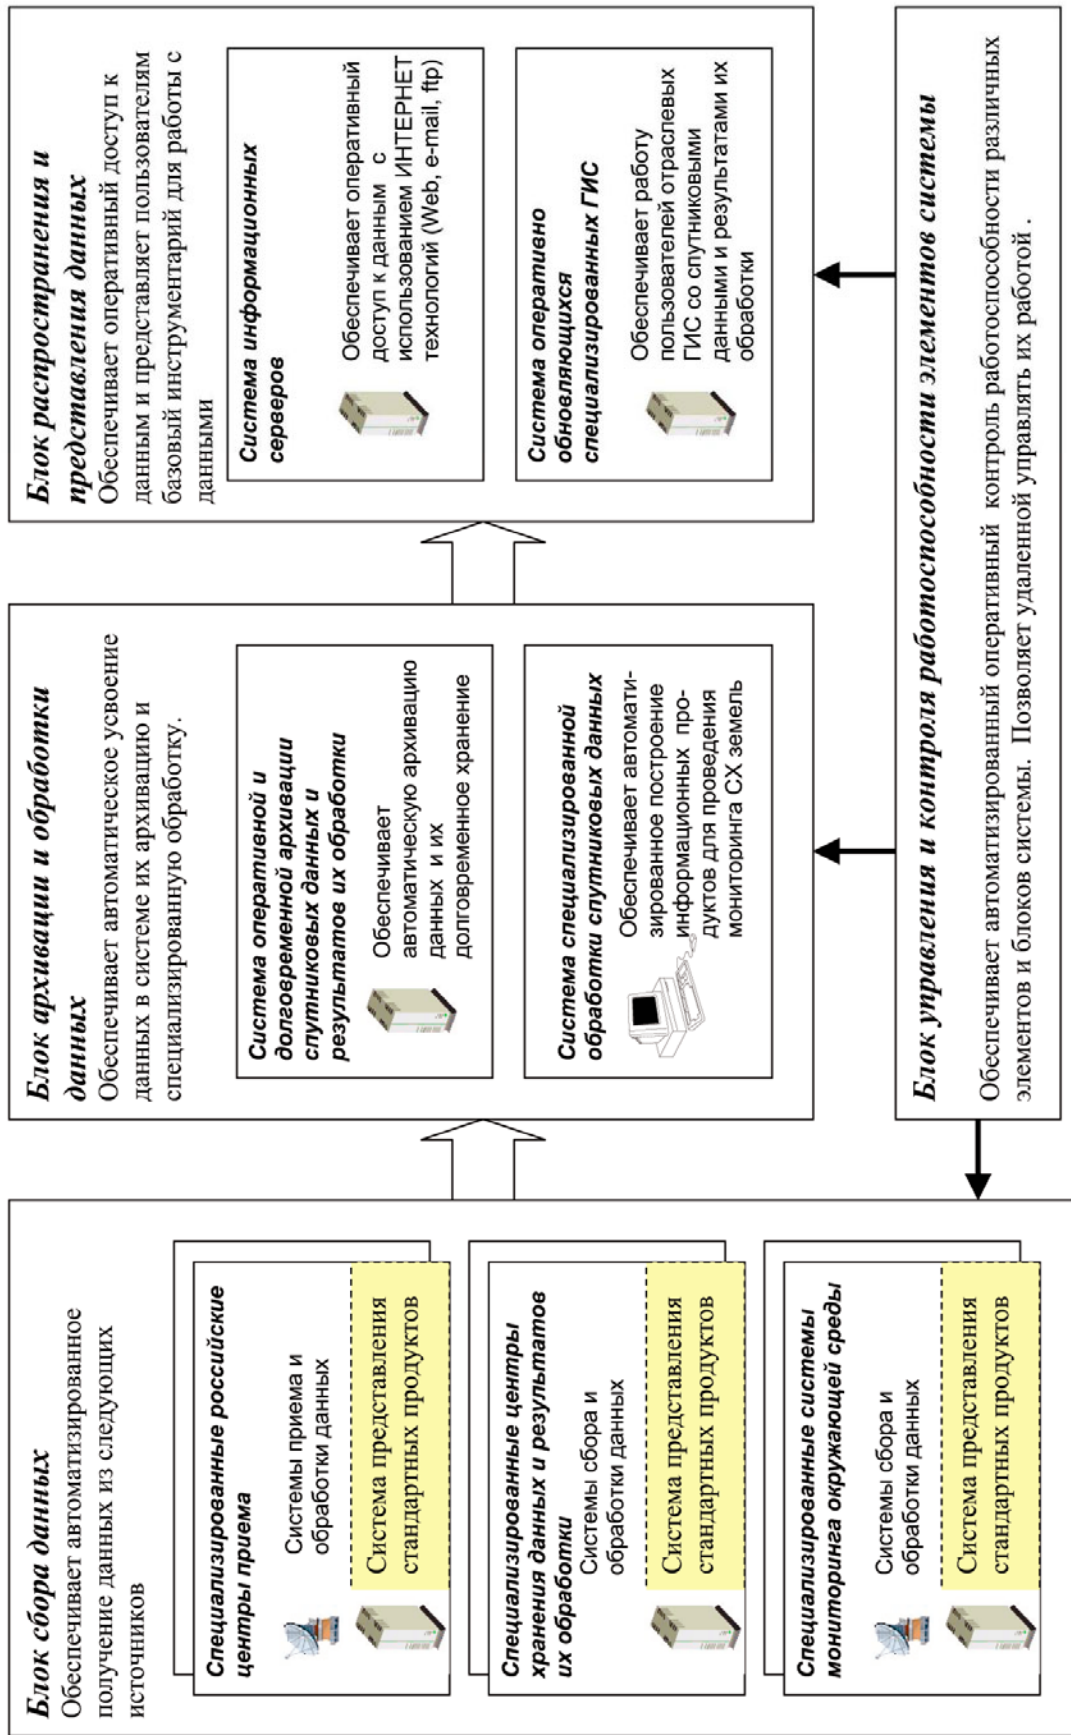 Блок сбора данных
Обеспечивает автоматизированное
получение данных из следующих
источников
Специализированные российские
центры приема
Системы приема и
обработки данных
Система представления
стандартных продуктов
Специализированные центры
хранения данных и результатов
их обработки
Системы сбора и
обработки данных
Система представления
стандартных продуктов
Специализированные системы
мониторинга окружающей среды
Системы сбора и
обработки данных
Система представления
стандартных продуктов
Блок архивации и обработки
данных
Обеспечивает автоматическое усвоение
данных в системе их архивацию и
специализированную обработку.
Система оперативной и
долговременной архивации
спутниковых данных и
результатов их обработки
Обеспечивает
автоматическую архивацию
данных и их
долговременное хранение
Система специализированной
обработки спутниковых данных
Обеспечивает автомати-
зированное построение
информационных про-
дуктов для проведения
мониторинга СХ земель
Блок распространения и
представления данных
Обеспечивает оперативный доступ к
данным и представляет пользователям
базовый инструментарий для работы с
данными
Система информационных
серверов
Обеспечивает оперативный
доступ к данным с
использованием ИНТЕРНЕТ
технологий (Web, e-mail, ftp)
Система оперативно
обновляющихся
специализированных ГИС
Обеспечивает работу
пользователей отраслевых
ГИС со спутниковыми
данными и результатами их
обработки
Блок управления и контроля работоспособности элементов системы
Обеспечивает автоматизированный оперативный контроль работоспособности различных
элементов и блоков системы. Позволяет удаленной управлять их работой .